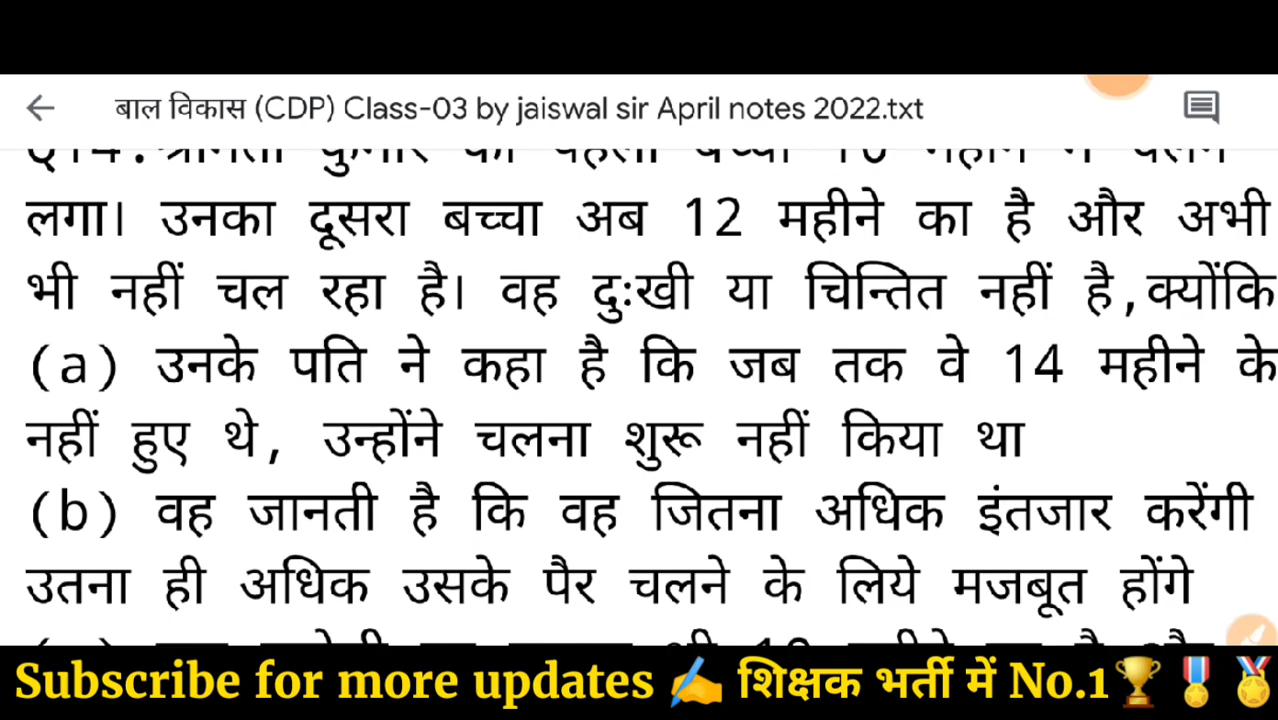 बाल विकास (CDP) Class-03 by jaiswal sir April notes 2022.txt
लगा। उनका दूसरा बच्चा अब 12 महीने का है और अभी
भी नहीं चल रहा है। वह दुःखी या चिन्तित नहीं है,क्योंकि
(a) उनके पति ने कहा है कि जब तक वे 14 महीने के
नहीं हुए थे, उन्होंने चलना शुरू नहीं किया था
(b) वह जानती है कि वह जितना अधिक इंतजार करेंगी
उतना ही अधिक उसके पैर चलने के लिये मजबूत होंगे
Subscribe for more updates ✍️ शिक्षक भर्ती में No.1🏆🎖️🏅